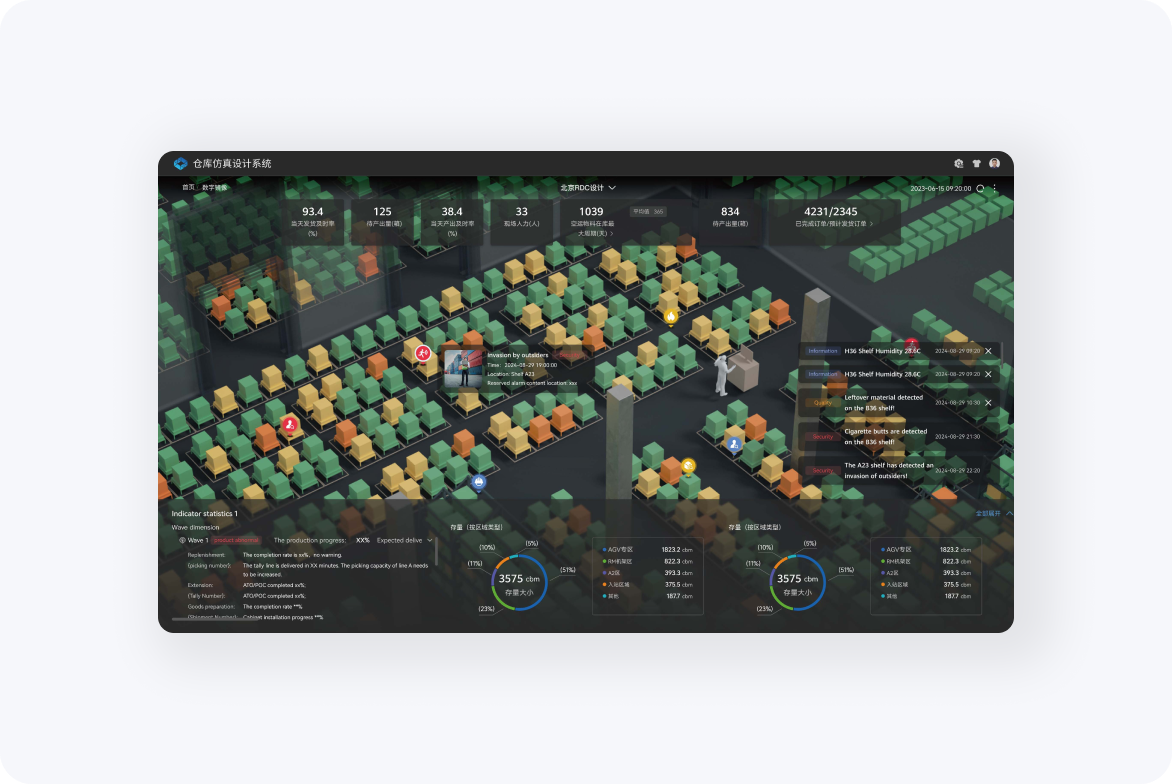 仓库仿真设计系统
首页 / 数字镜像
北京RDC设计
2023-06-15 09:20:00
93.4
当天发货及时率
(%)
125
待产出量(箱)
38.4
当天产出及时率
(%)
33
现场人力(人)
1039
空运物料在库最
大周期(天) >
平均值 365
834
待产出量(箱)
4231/2345
已完成订单/预计发货订单 >
Invasion by outsiders
Time: 2024-08-29 19:00:00
Location: Shelf A23
Reserved alarm content location: xxx
Information H36 Shelf Humidity 28.6C 2024-08-29 09:20
Information H36 Shelf Humidity 28.6C 2024-08-29 09:20
Quality Leftover material detected
on the B36 shelf! 2024-08-29 10:30
Security Cigarette butts are detected
on the B36 shelf! 2024-08-29 21:30
Security The A23 shelf has detected an
invasion of outsiders! 2024-08-29 22:20
Indicator statistics 1
全部展开
Wave dimension
Wave 1 product abnormal The production progress: XX% Expected delive
Replenishment: The completion rate is xx%, no warning.
(picking number): The tally line is delivered in XX minutes. The picking capacity of line A needs
to be increased.
Extension: ATO/POC completed xx%;
(Tally Number): ATO/POC completed xx%;
Goods preparation: The completion rate **%
(Shipment Number): Cabinet installation progress **%
存量（按区域类型）
(10%)
(5%)
(11%)
(51%)
(23%)
3575 cbm
存量大小
AGV专区 1823.2 cbm
RM机架区 822.3 cbm
A2区 393.3 cbm
入站区域 375.5 cbm
其他 187.7 cbm
存量（按区域类型）
(10%)
(5%)
(11%)
(51%)
(23%)
3575 cbm
存量大小
AGV专区 1823.2 cbm
RM机架区 822.3 cbm
A2区 393.3 cbm
入站区域 375.5 cbm
其他 187.7 cbm